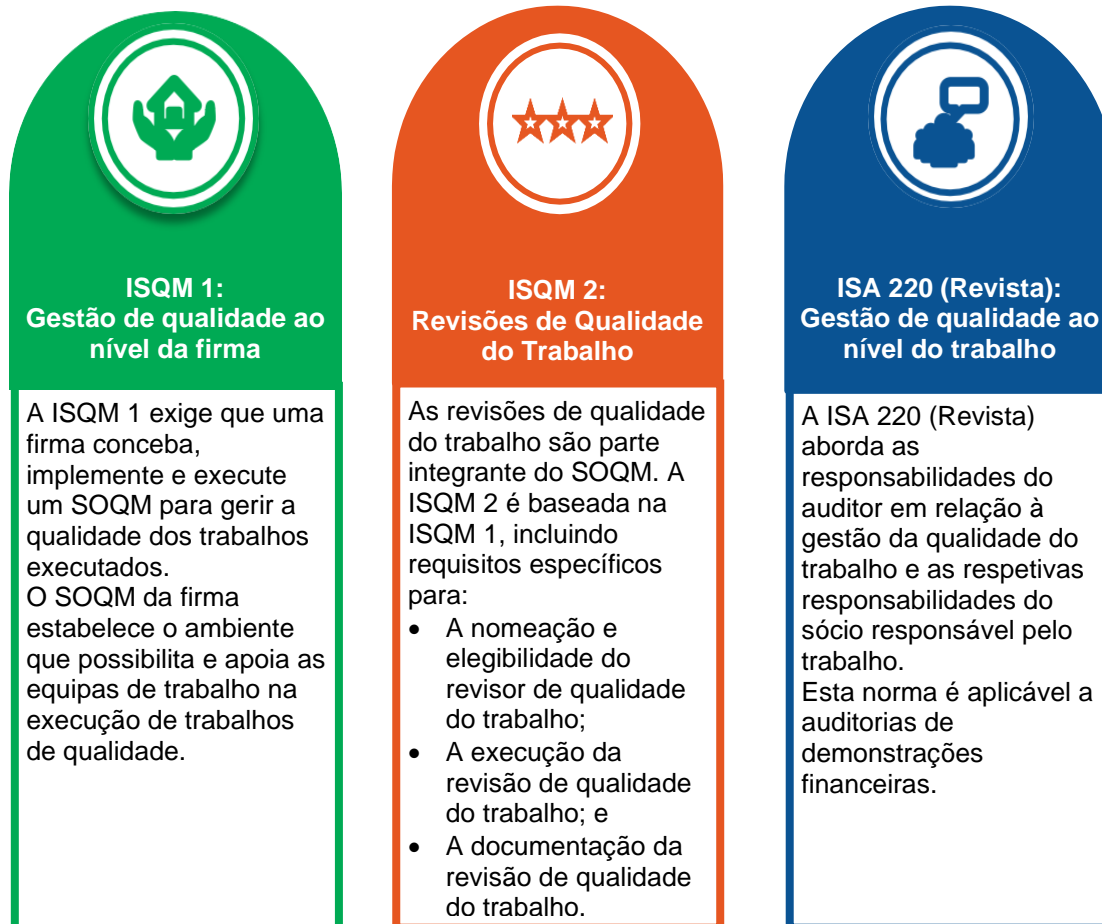 ISQM 1:
Gestão de qualidade ao
nível da firma
A ISQM 1 exige que uma
firma conceba,
implemente e execute
um SOQM para gerir a
qualidade dos trabalhos
executados.
O SOQM da firma
estabelece o ambiente
que possibilita e apoia as
equipas de trabalho na
execução de trabalhos
de qualidade.
ISQM 2:
Revisões de Qualidade
do Trabalho
As revisões de qualidade
do trabalho são parte
integrante do SOQM. A
ISQM 2 é baseada na
ISQM 1, incluindo
requisitos específicos
para:
• A nomeação e
elegibilidade do
revisor de qualidade
do trabalho;
• A execução da
revisão de qualidade
do trabalho; e
• A documentação da
revisão de qualidade
do trabalho.
ISA 220 (Revista):
Gestão de qualidade ao
nível do trabalho
A ISA 220 (Revista)
aborda as
responsabilidades do
auditor em relação à
gestão da qualidade do
trabalho e as respetivas
responsabilidades do
sócio responsável pelo
trabalho.
Esta norma é aplicável a
auditorias de
demonstrações
financeiras.